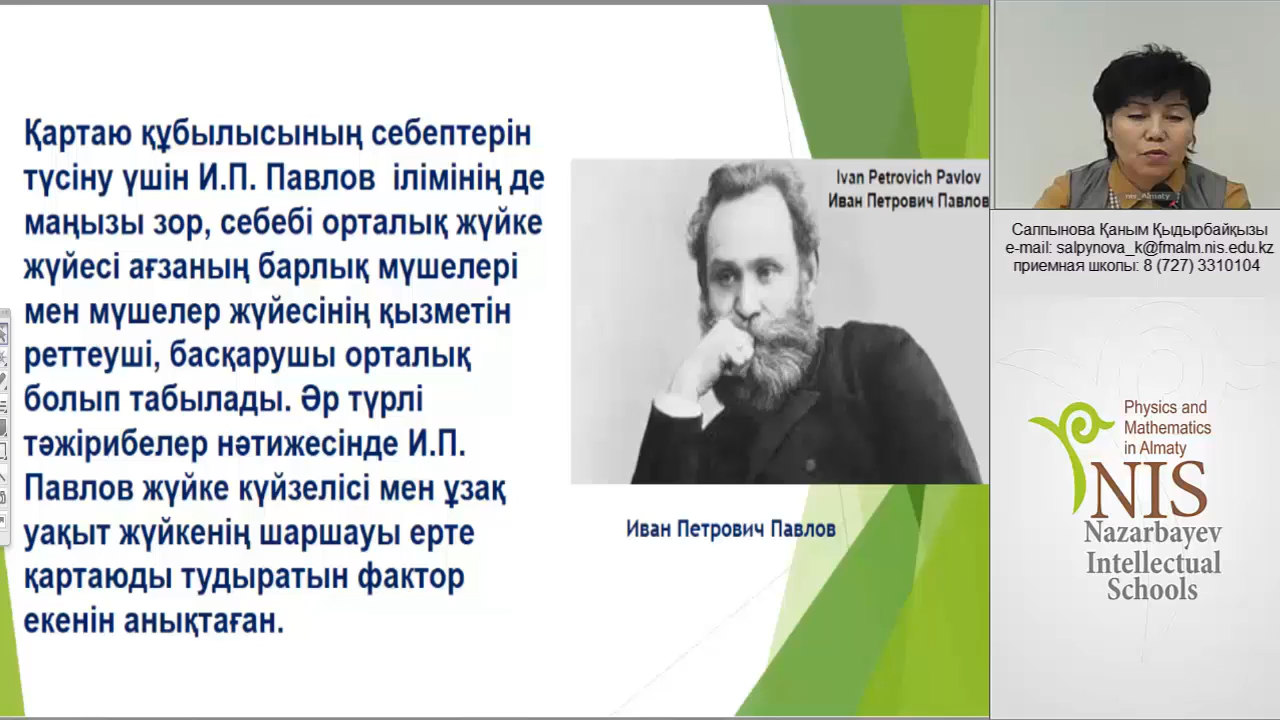 Қартаю құбылысының себептерін
түсіну үшін И.П. Павлов ілімінің де
маңызы зор, себебі орталық жүйке
жүйесі ағзаның барлық мүшелері
мен мүшелер жүйесінің қызметін
реттеуші, басқарушы орталық
болып табылады. Әр түрлі
тәжірибелер нәтижесінде И.П.
Павлов жүйке күйзелісі мен ұзақ
уақыт жүйкенің шаршауы ерте
қартаюды тудыратын фактор
екенін анықтаған.
Ivan Petrovich Pavlov
Иван Петрович Павлов
Иван Петрович Павлов
nis_Almaty
Салпынова Қаным Қыдырбайқызы
e-mail: salpynova_k@fmalm.nis.edu.kz
приемная школы: 8 (727) 3310104
Physics and
Mathematics
in Almaty
NIS
Nazarbayev
Intellectual
Schools